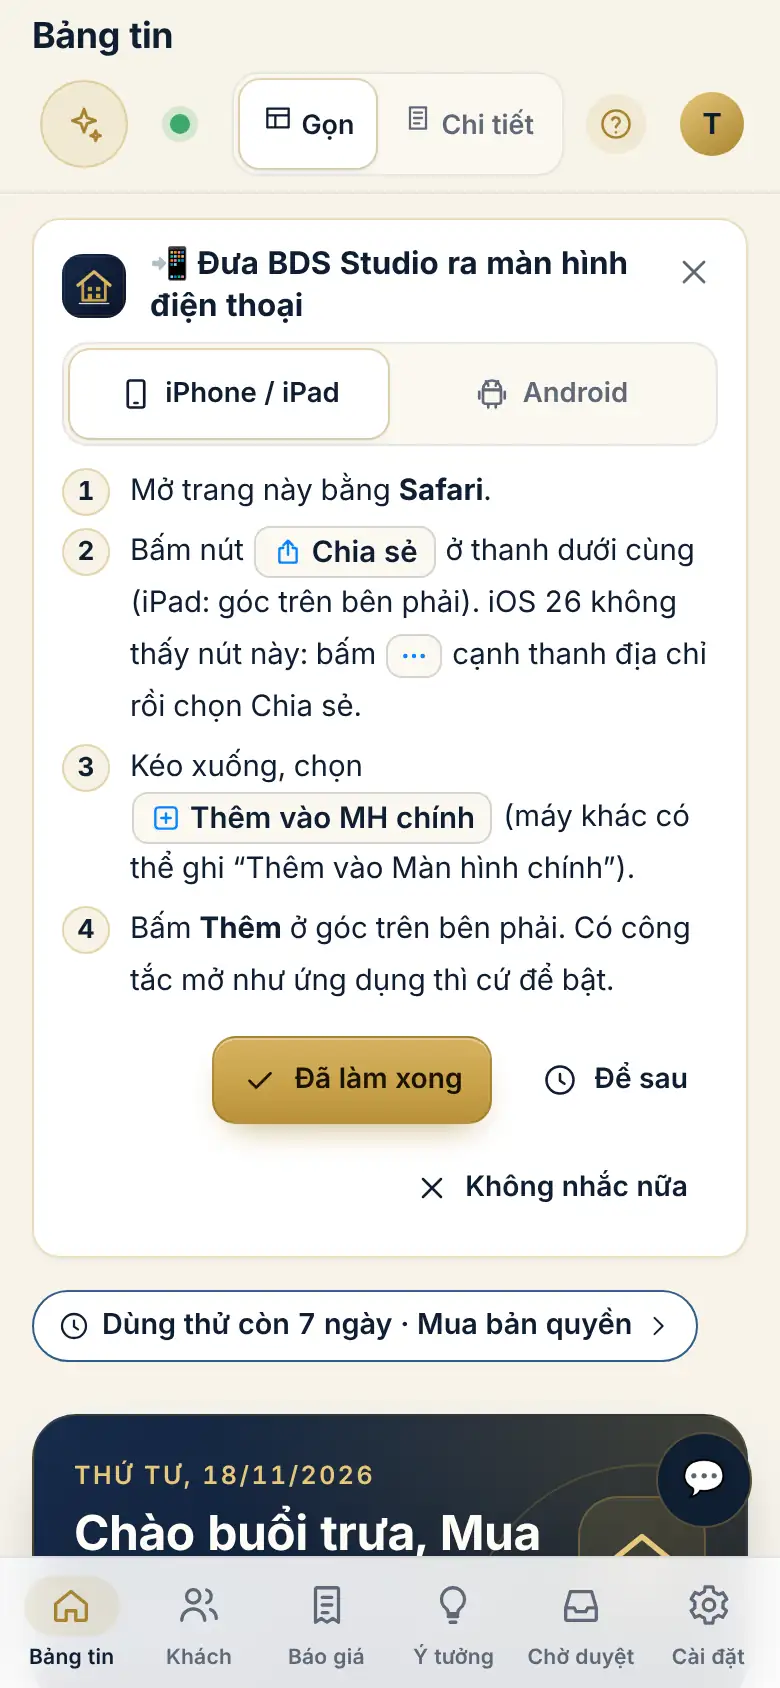 Bảng tin
Gọn
Chi tiết
T
Đưa BDS Studio ra màn hình
điện thoại
iPhone / iPad
Android
1 Mở trang này bằng Safari.
2 Bấm nút Chia sẻ ở thanh dưới cùng
(iPad: góc trên bên phải). iOS 26 không
thấy nút này: bấm ... cạnh thanh địa chỉ
rồi chọn Chia sẻ.
3 Kéo xuống, chọn
Thêm vào MH chính (máy khác có
thể ghi “Thêm vào Màn hình chính”).
4 Bấm Thêm ở góc trên bên phải. Có công
tắc mở như ứng dụng thì cứ để bật.
Đã làm xong
Để sau
Không nhắc nữa
Dùng thử còn 7 ngày · Mua bản quyền
THỨ TƯ, 18/11/2026
Chào buổi trưa, Mua
Bảng tin
Khách
Báo giá
Ý tưởng
Chờ duyệt
Cài đặt